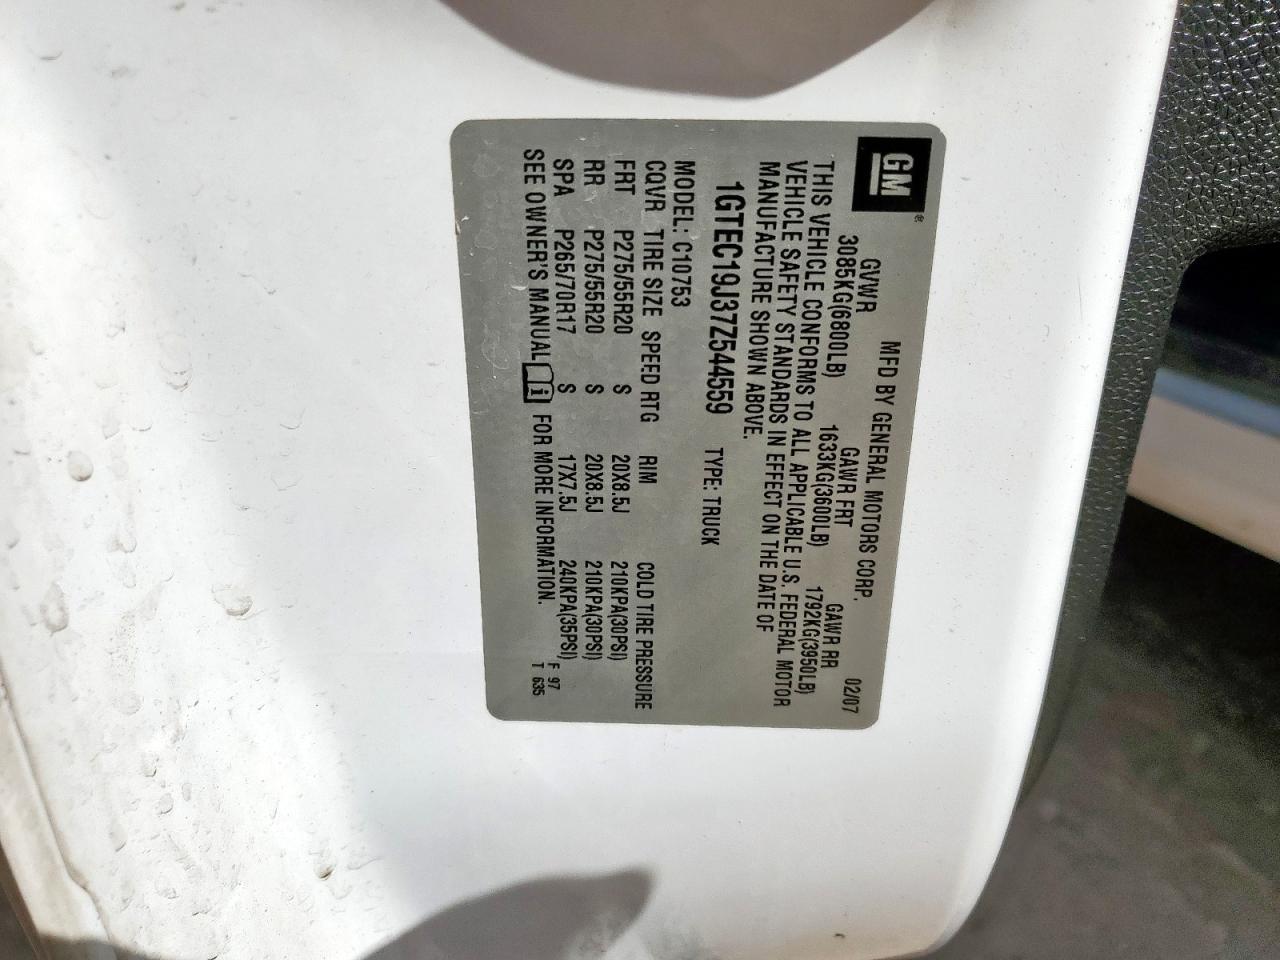 GM®
MFD BY GENERAL MOTORS CORP. 02/07
GVWR GAWR FRT GAWR RR
3085KG(6800LB) 1633KG(3600LB) 1792KG(3950LB)
THIS VEHICLE CONFORMS TO ALL APPLICABLE U.S. FEDERAL MOTOR
VEHICLE SAFETY STANDARDS IN EFFECT ON THE DATE OF
MANUFACTURE SHOWN ABOVE.
1GTEC19J37Z544559 TYPE: TRUCK
MODEL: C10753
CQVR TIRE SIZE SPEED RTG RIM COLD TIRE PRESSURE
FRT P275/55R20 S 20X8.5J 210KPA(30PSI)
RR P275/55R20 S 20X8.5J 210KPA(30PSI)
SPA P265/70R17 S 17X7.5J 240KPA(35PSI)
SEE OWNER'S MANUAL i FOR MORE INFORMATION.
F 97
T 635